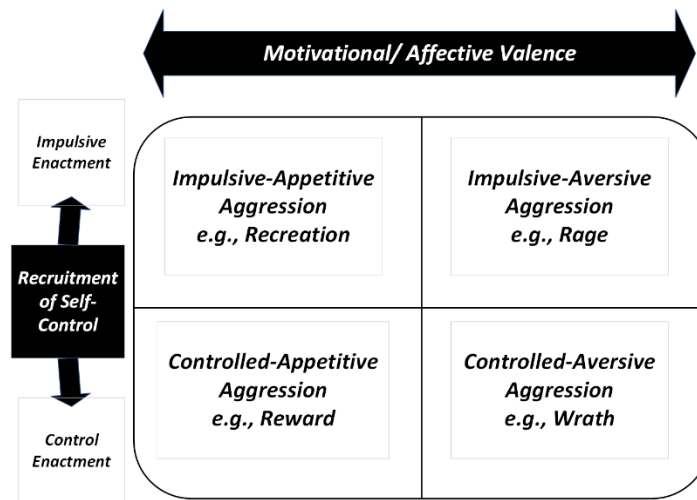 Motivational/ Affective Valence
Impulsive
Enactment
Impulsive-Appetitive
Aggression
e.g., Recreation
Impulsive-Aversive
Aggression
e.g., Rage
Recruitment
of Self-
Control
Controlled-Appetitive
Aggression
e.g., Reward
Controlled-Aversive
Aggression
e.g., Wrath
Control
Enactment